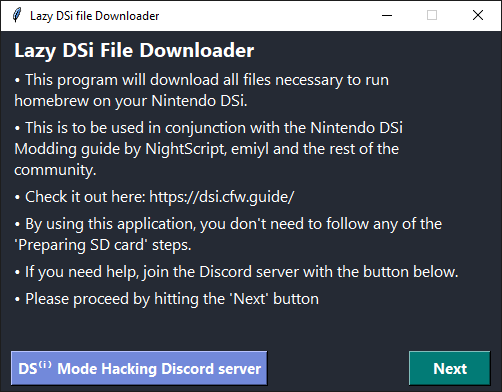 Lazy DSi file Downloader
Lazy DSi File Downloader
• This program will download all files necessary to run
homebrew on your Nintendo DSi.
• This is to be used in conjunction with the Nintendo DSi
Modding guide by NightScript, emiyl and the rest of the
community.
• Check it out here: https://dsi.cfw.guide/
• By using this application, you don't need to follow any of the
'Preparing SD card' steps.
• If you need help, join the Discord server with the button below.
• Please proceed by hitting the 'Next' button
DS⁽ⁱ⁾ Mode Hacking Discord server
Next